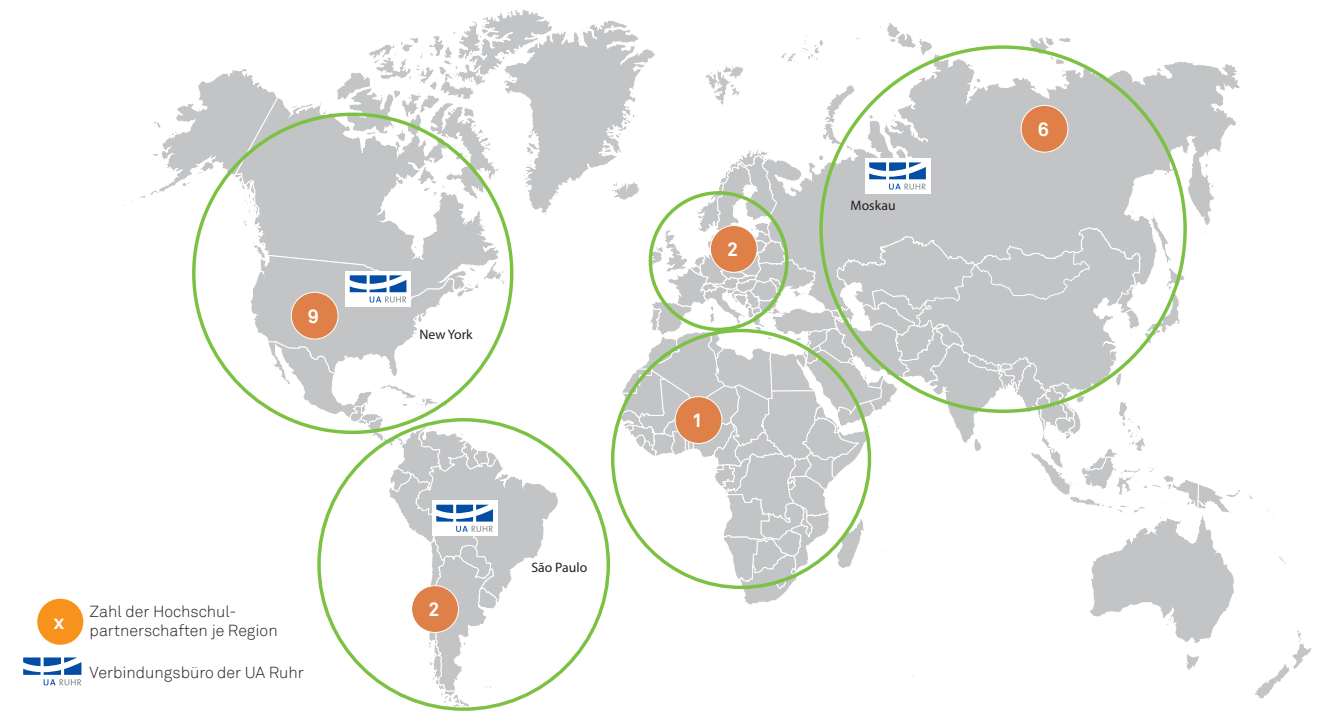 6
UA RUHR
Moskau
2
UA RUHR
9
New York
1
UA RUHR
São Paulo
2
x
Zahl der Hochschul-
partnerschaften je Region
UA RUHR
Verbindungsbüro der UA Ruhr